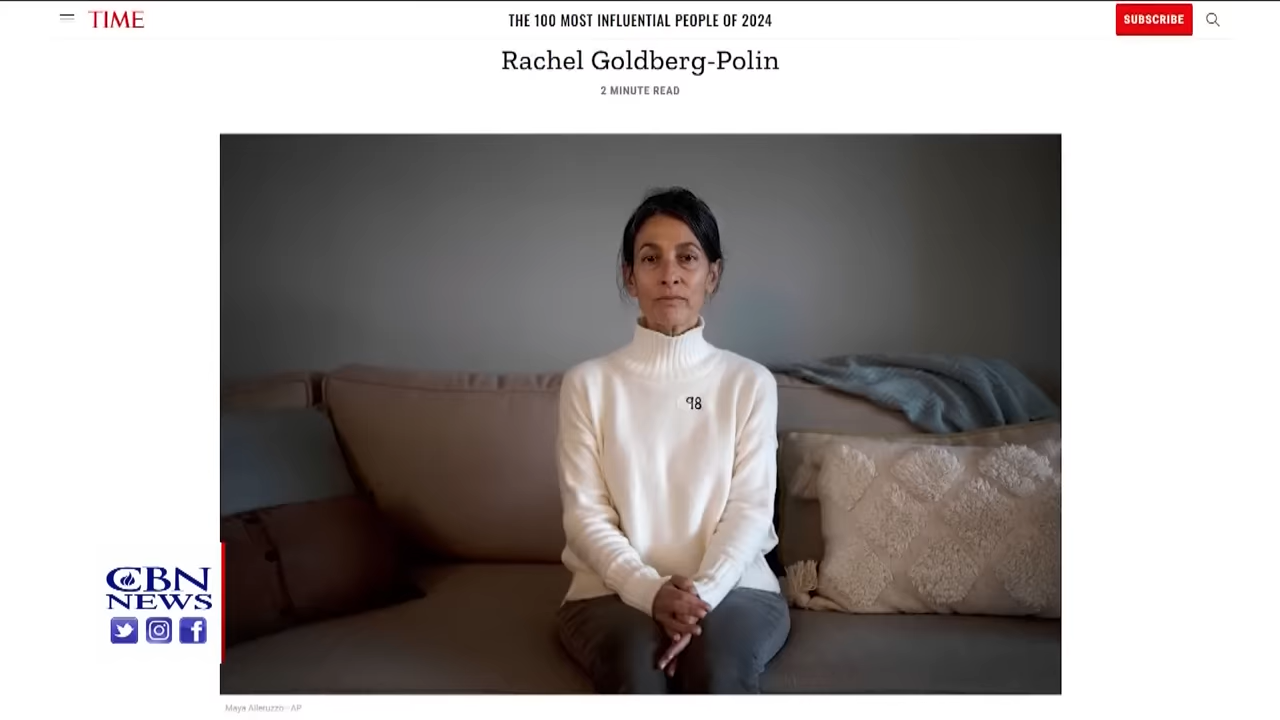 TIME
THE 100 MOST INFLUENTIAL PEOPLE OF 2024
SUBSCRIBE
Rachel Goldberg-Polin
2 MINUTE READ
98
CBN
NEWS
Maya Alleruzzo—AP